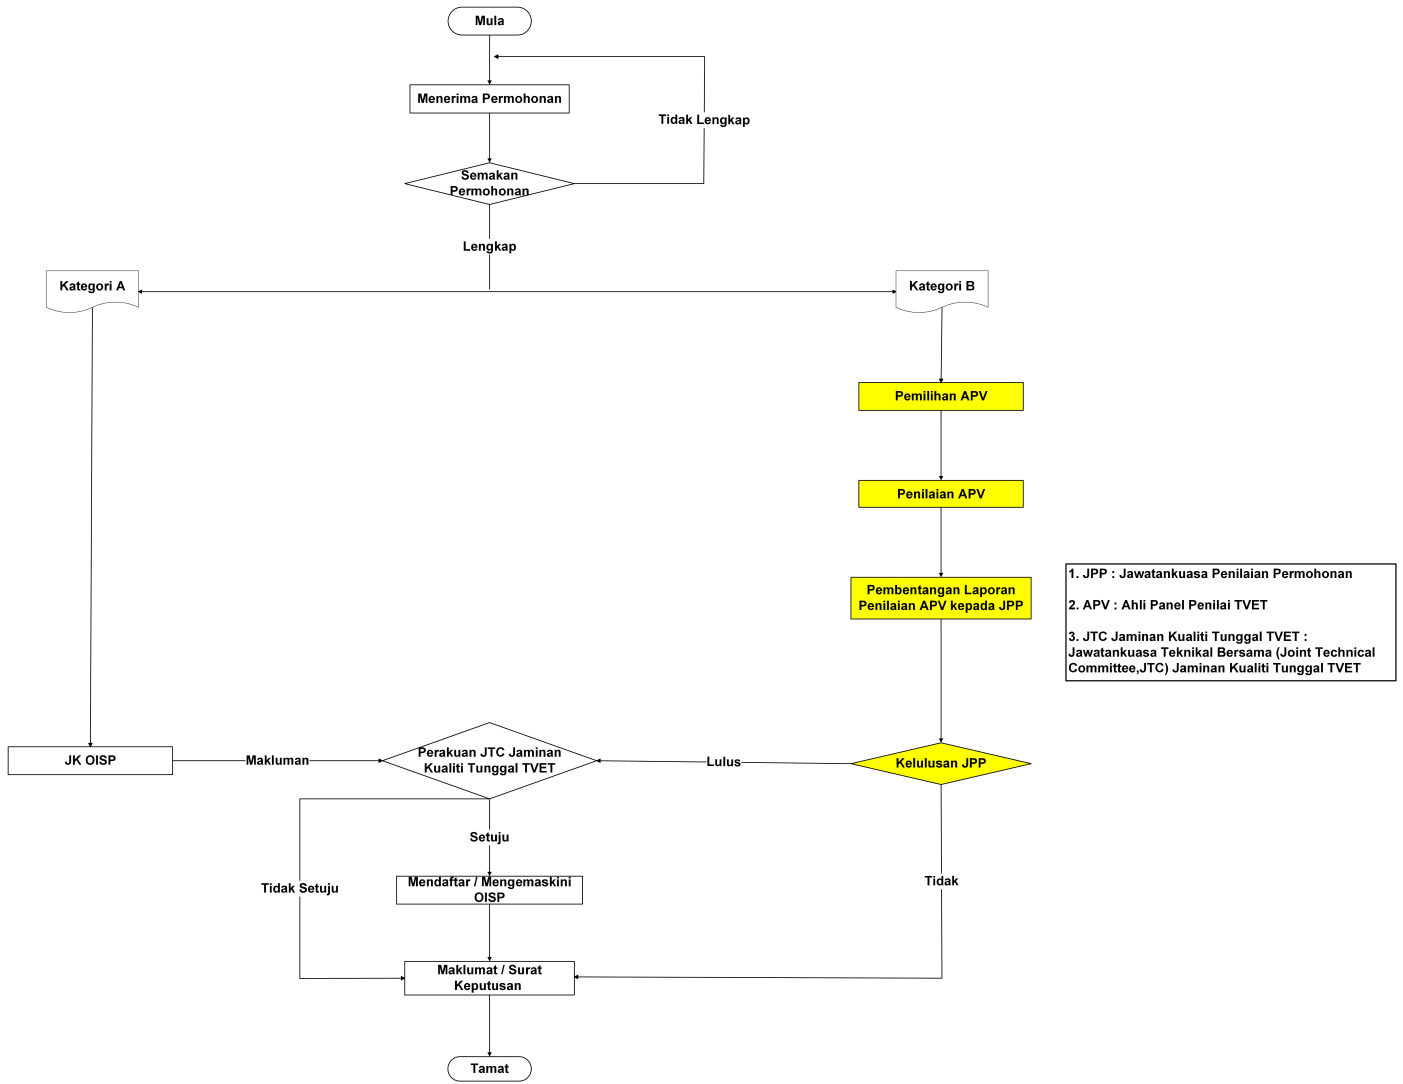 Mula
Menerima Permohonan
Tidak Lengkap
Semakan
Permohonan
Lengkap
Kategori A
Kategori B
Pemilihan APV
Penilaian APV
Pembentangan Laporan
Penilaian APV kepada JPP
1. JPP : Jawatankuasa Penilaian Permohonan
2. APV : Ahli Panel Penilai TVET
3. JTC Jaminan Kualiti Tunggal TVET :
Jawatankuasa Teknikal Bersama (Joint Technical
Committee,JTC) Jaminan Kualiti Tunggal TVET
JK OISP
Makluman
Perakuan JTC Jaminan
Kualiti Tunggal TVET
Lulus
Kelulusan JPP
Setuju
Tidak Setuju
Mendaftar / Mengemaskini
OISP
Tidak
Maklumat / Surat
Keputusan
Tamat